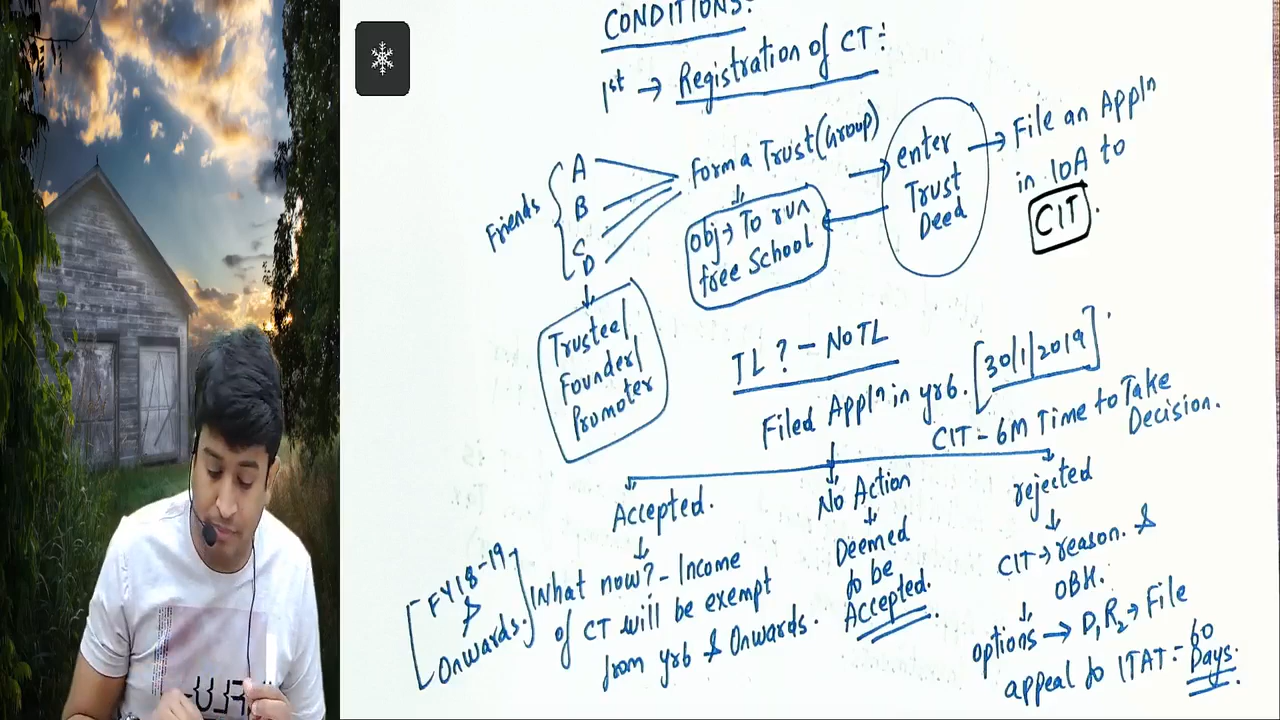 CONDITIONS:
1st → Registration of CT:
Friends { A B C D
form a Trust (Group)
obj → To run
free School
enter
Trust
Deed
→ File an Appln
in 10A to
CIT.
Trustee/
Founder/
Promoter
TL? - NO TL
Filed Appln in yr6. [30/1/2019]
CIT - 6M Time to Take
Decision.
Accepted.
What now? - Income
of CT will be exempt
from yr6 & Onwards.
[FY18-19
&
Onwards.]
No Action
Deemed
to be
Accepted.
rejected
CIT → reason. &
OBH.
options → D1R2 → File
appeal to ITAT = 60
Days.